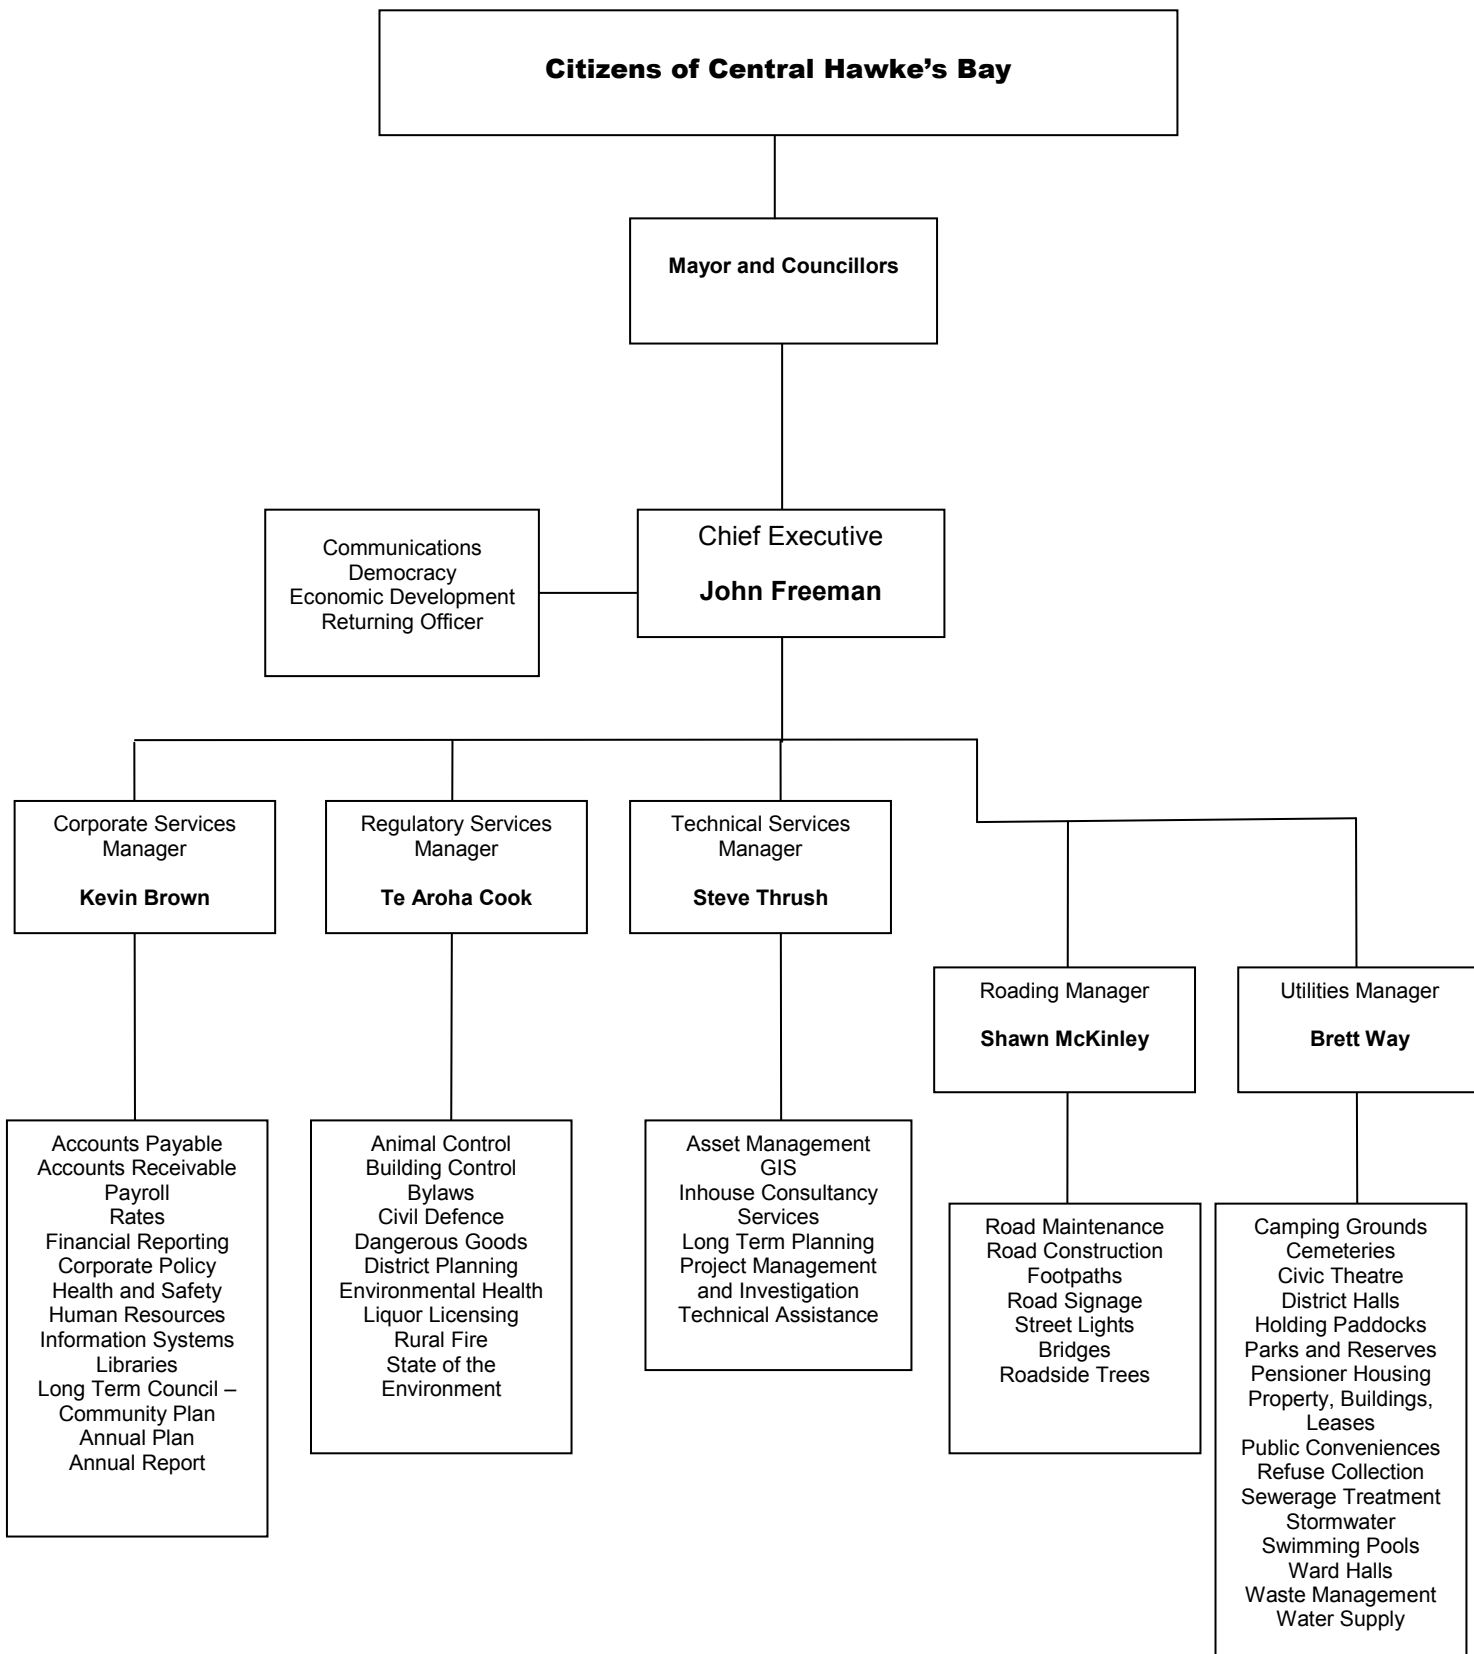 Citizens of Central Hawke’s Bay
Mayor and Councillors
Communications
Democracy
Economic Development
Returning Officer
Chief Executive
John Freeman
Corporate Services
Manager
Kevin Brown
Regulatory Services
Manager
Te Aroha Cook
Technical Services
Manager
Steve Thrush
Roading Manager
Shawn McKinley
Utilities Manager
Brett Way
Accounts Payable
Accounts Receivable
Payroll
Rates
Financial Reporting
Corporate Policy
Health and Safety
Human Resources
Information Systems
Libraries
Long Term Council –
Community Plan
Annual Plan
Annual Report
Animal Control
Building Control
Bylaws
Civil Defence
Dangerous Goods
District Planning
Environmental Health
Liquor Licensing
Rural Fire
State of the
Environment
Asset Management
GIS
Inhouse Consultancy
Services
Long Term Planning
Project Management
and Investigation
Technical Assistance
Road Maintenance
Road Construction
Footpaths
Road Signage
Street Lights
Bridges
Roadside Trees
Camping Grounds
Cemeteries
Civic Theatre
District Halls
Holding Paddocks
Parks and Reserves
Pensioner Housing
Property, Buildings,
Leases
Public Conveniences
Refuse Collection
Sewerage Treatment
Stormwater
Swimming Pools
Ward Halls
Waste Management
Water Supply